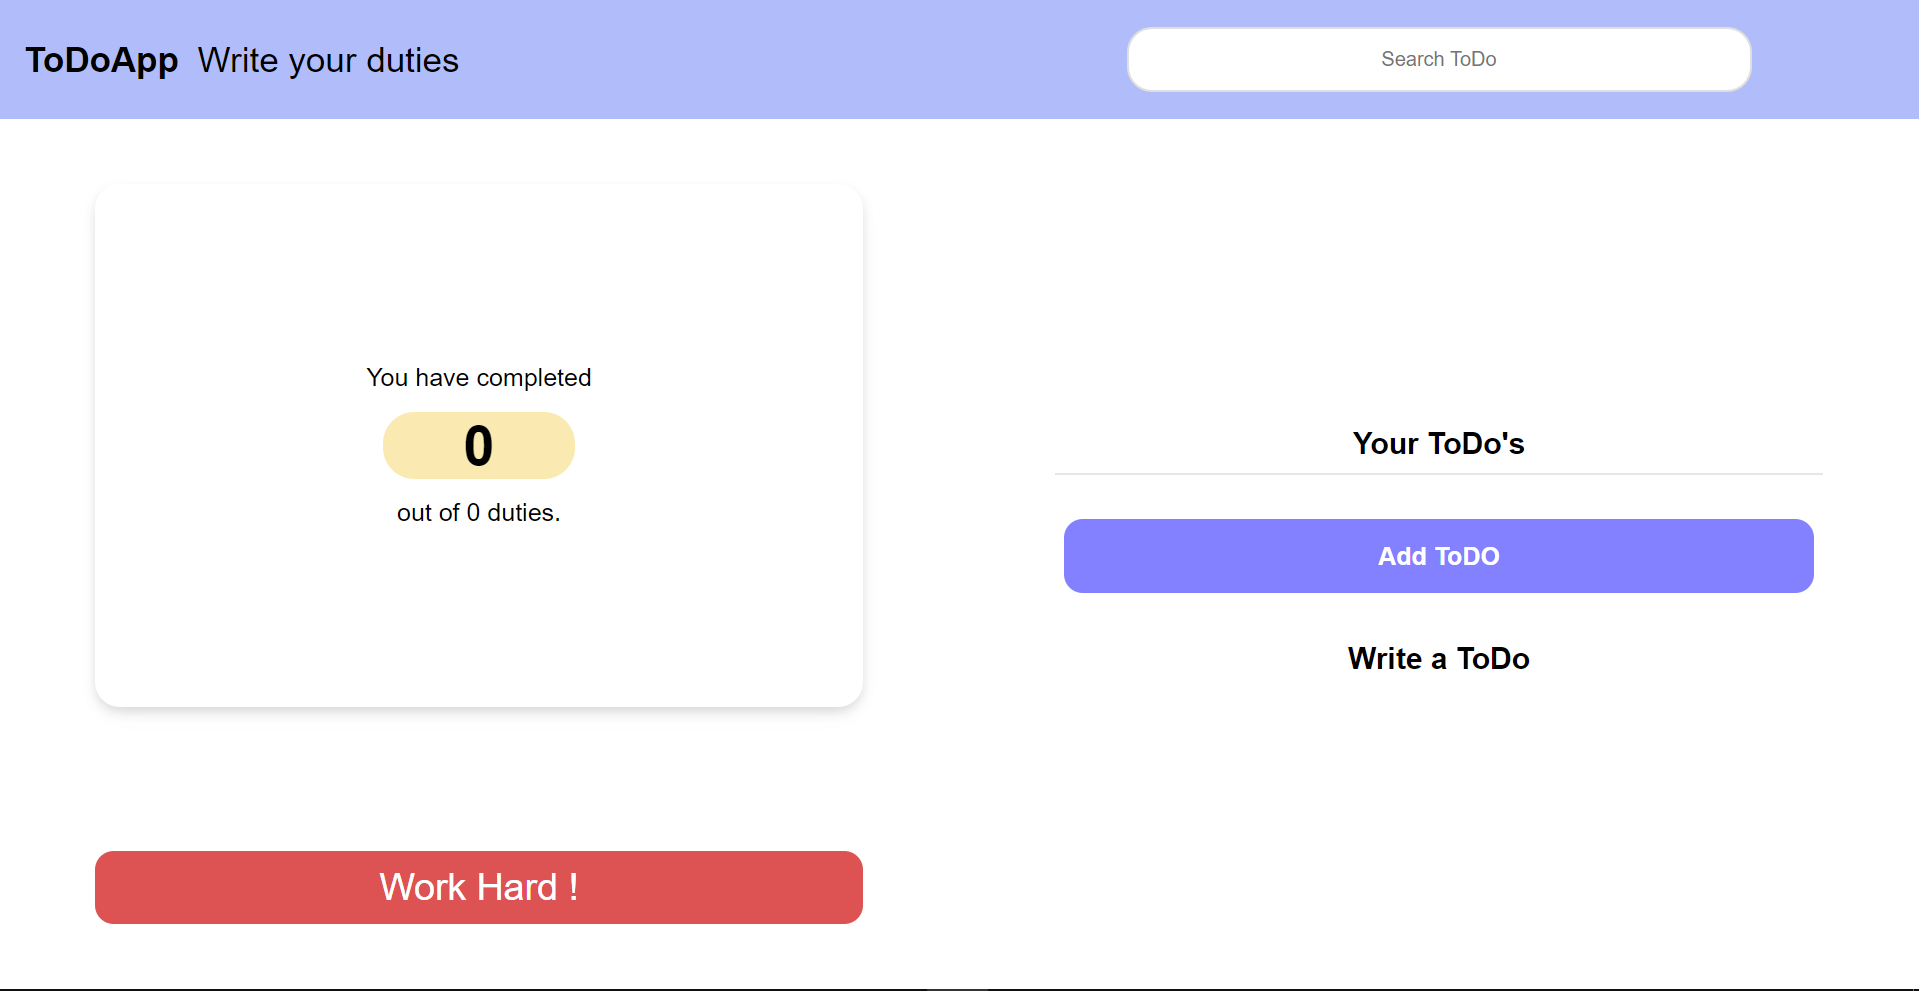 ToDoApp Write your duties
Search ToDo
You have completed
0
out of 0 duties.
Work Hard !
Your ToDo's
Add ToDO
Write a ToDo